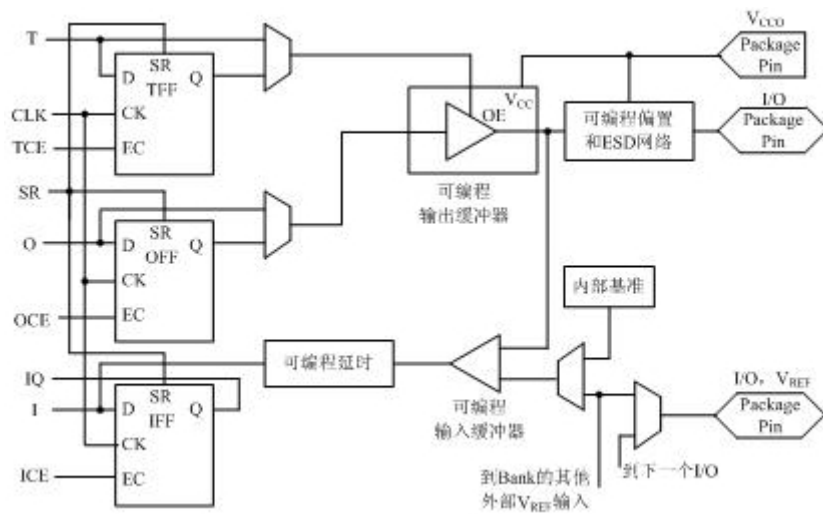 T
SR
D
Q
TFF
CLK
CK
TCE
EC
SR
O
SR
D
Q
OFF
CK
OCE
EC
IQ
I
SR
D
Q
IFF
CK
ICE
EC
V_CC
OE
可编程
输出缓冲器
V_CCO
Package
Pin
I/O
Package
Pin
可编程偏置
和ESD网络
内部基准
可编程延时
可编程
输入缓冲器
I/O，V_REF
Package
Pin
到Bank的其他
外部V_REF输入
到下一个I/O